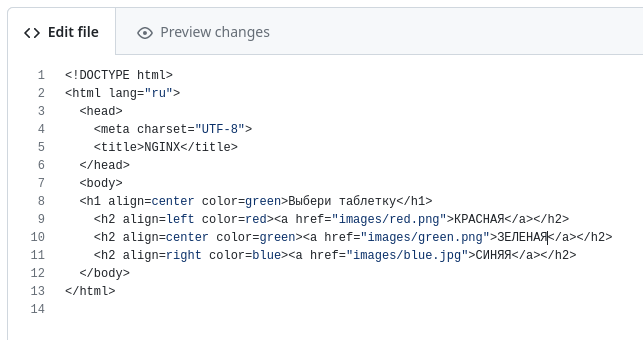 Edit file
Preview changes
1 <!DOCTYPE html>
2 <html lang="ru">
3 <head>
4 <meta charset="UTF-8">
5 <title>NGINX</title>
6 </head>
7 <body>
8 <h1 align=center color=green>Выбери таблетку</h1>
9 <h2 align=left color=red><a href="images/red.png">КРАСНАЯ</a></h2>
10 <h2 align=center color=green><a href="images/green.png">ЗЕЛЕНАЯ</a></h2>
11 <h2 align=right color=blue><a href="images/blue.jpg">СИНЯЯ</a></h2>
12 </body>
13 </html>
14